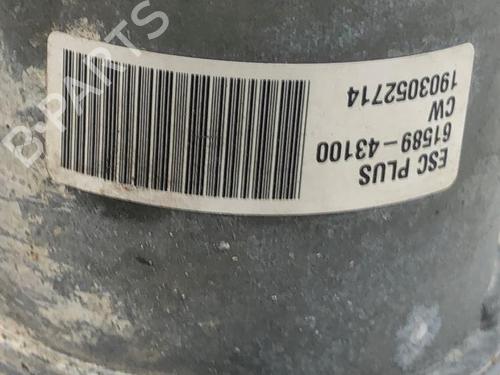 ESC PLUS
61589-43100
CW
1903052714
B-PARTS